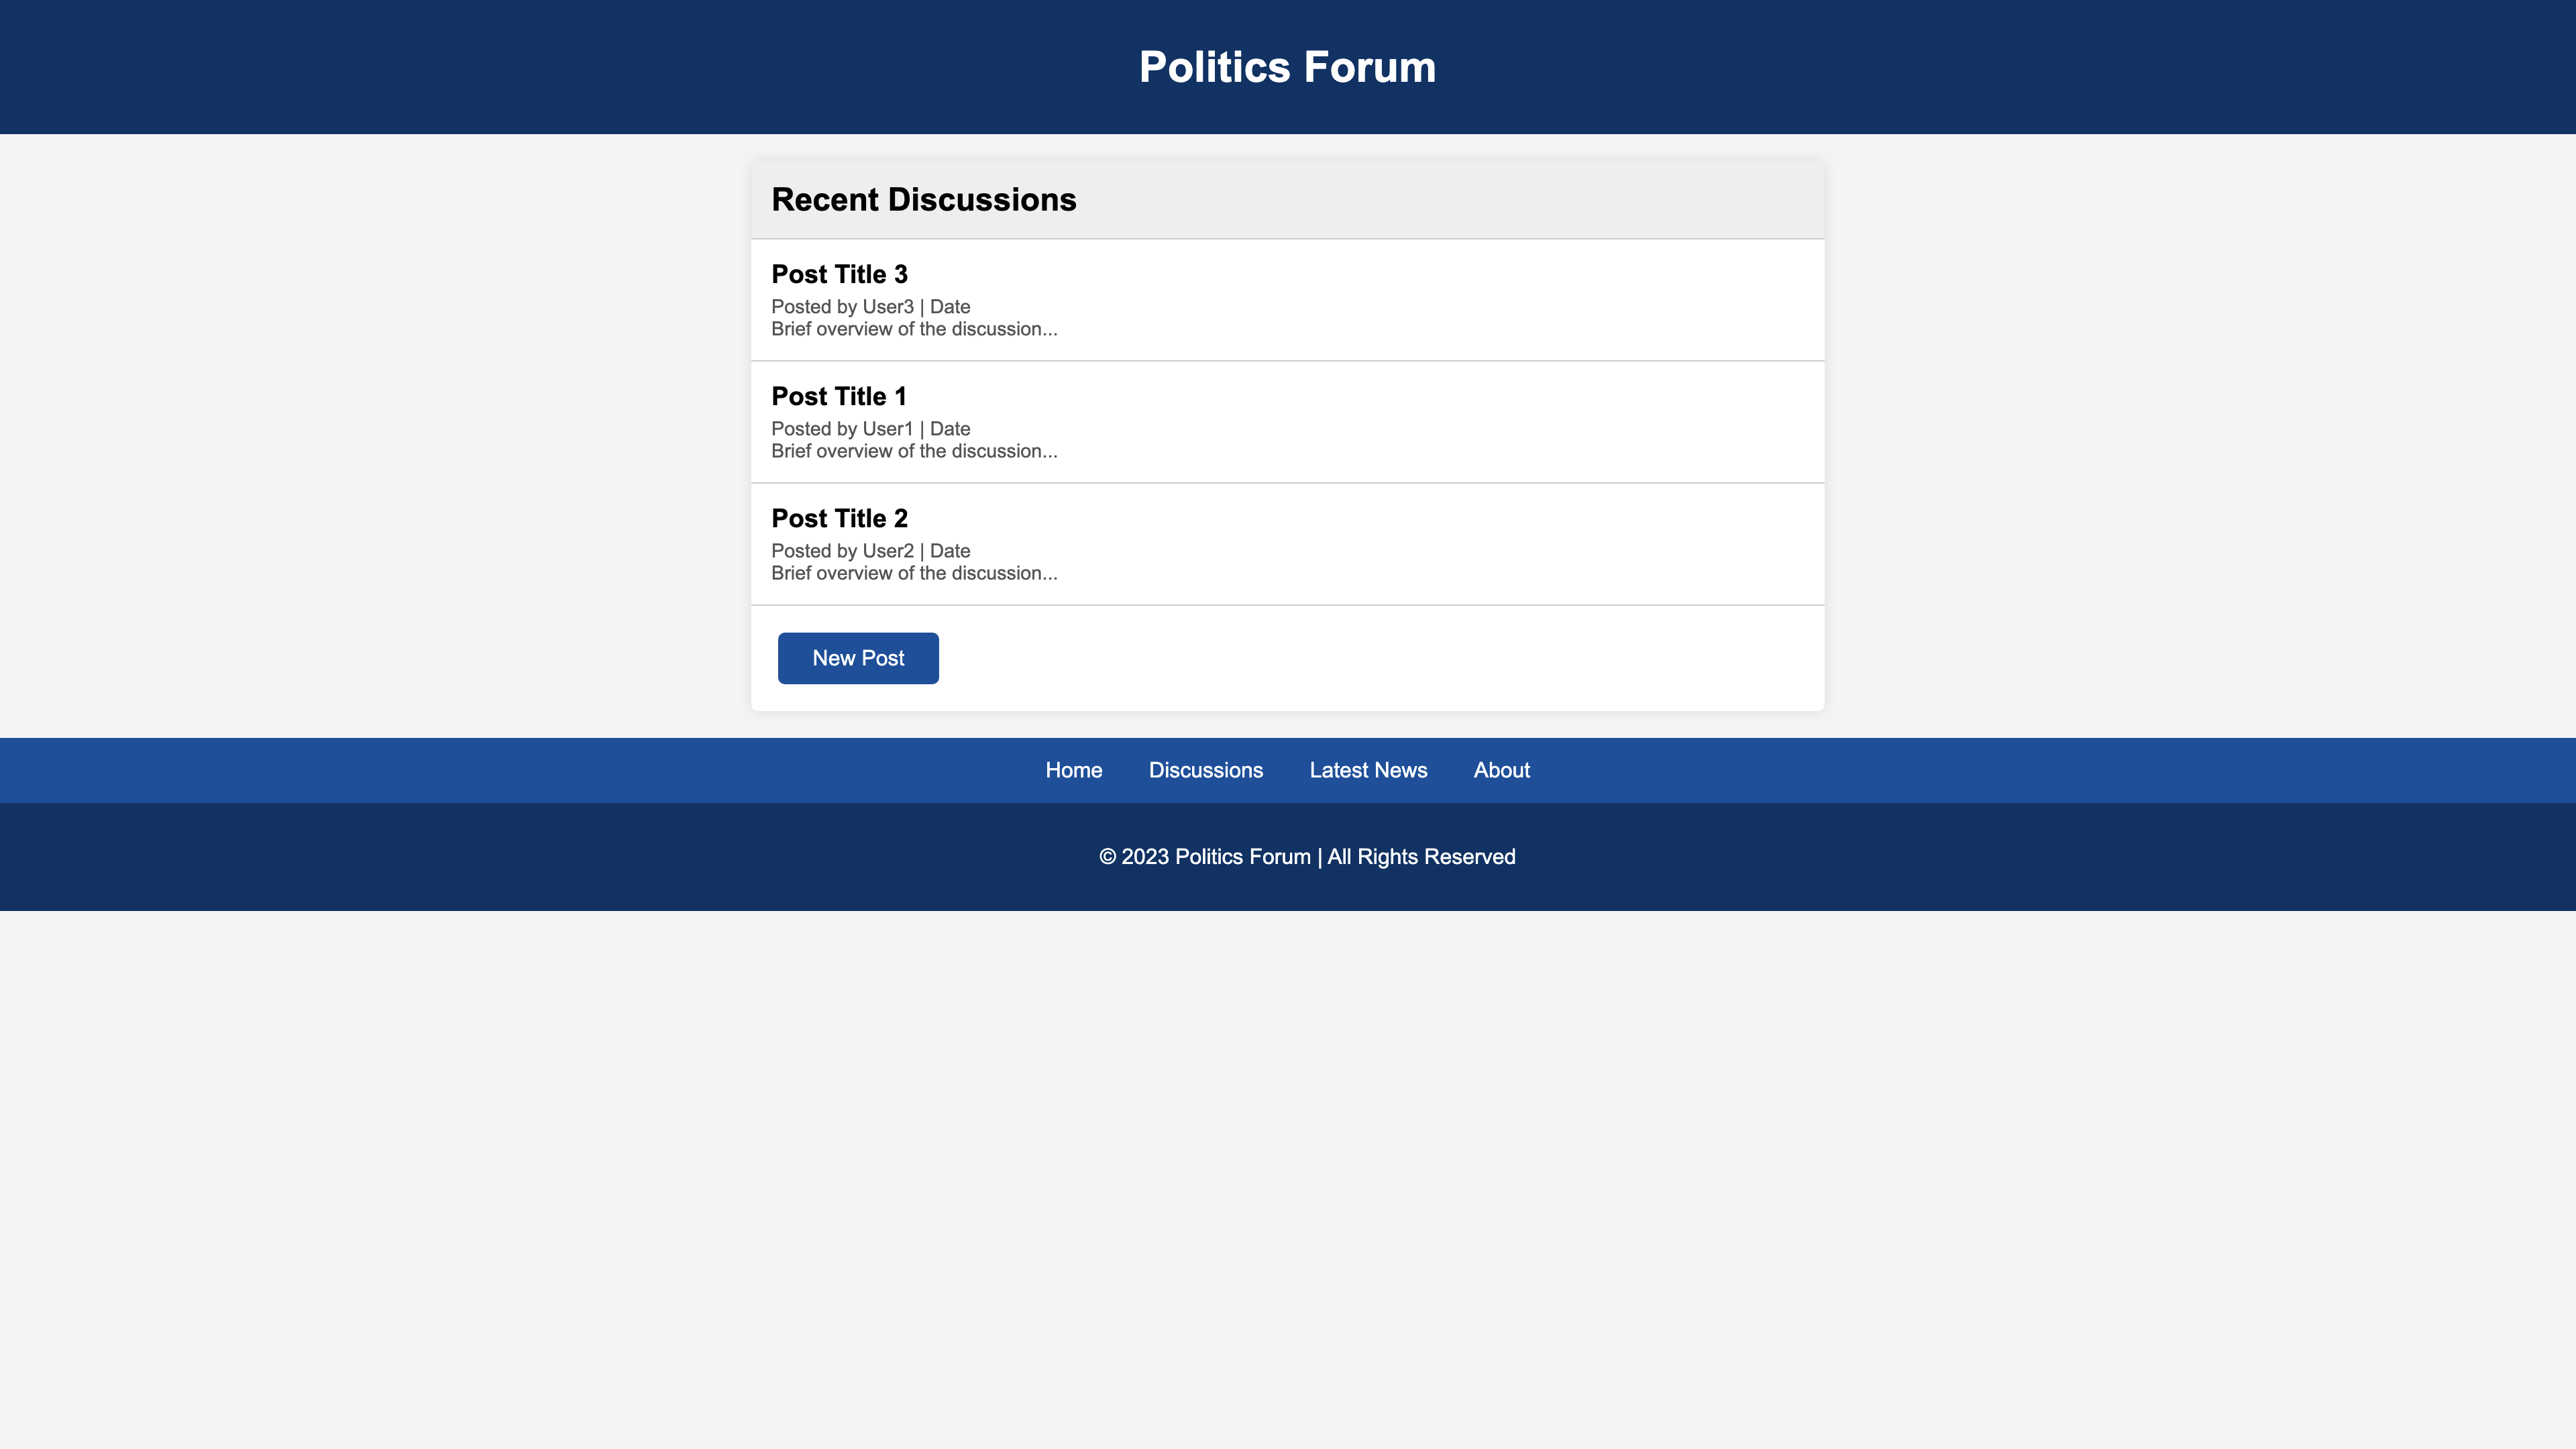 Politics Forum
Recent Discussions
Post Title 3
Posted by User3 | Date
Brief overview of the discussion...
Post Title 1
Posted by User1 | Date
Brief overview of the discussion...
Post Title 2
Posted by User2 | Date
Brief overview of the discussion...
New Post
Home Discussions Latest News About
© 2023 Politics Forum | All Rights Reserved